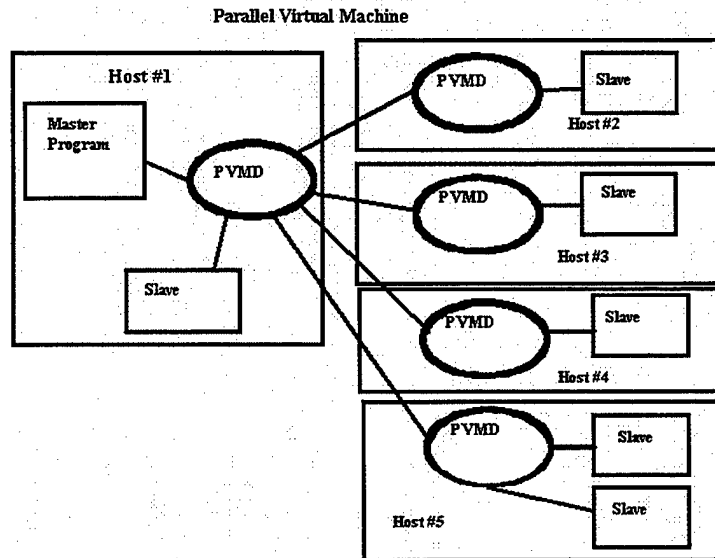 Parallel Virtual Machine
Host #1
Master
Program
PVMD
Slave
PVMD
Slave
Host #2
PVMD
Slave
Host #3
PVMD
Slave
Host #4
PVMD
Slave
Slave
Host #5